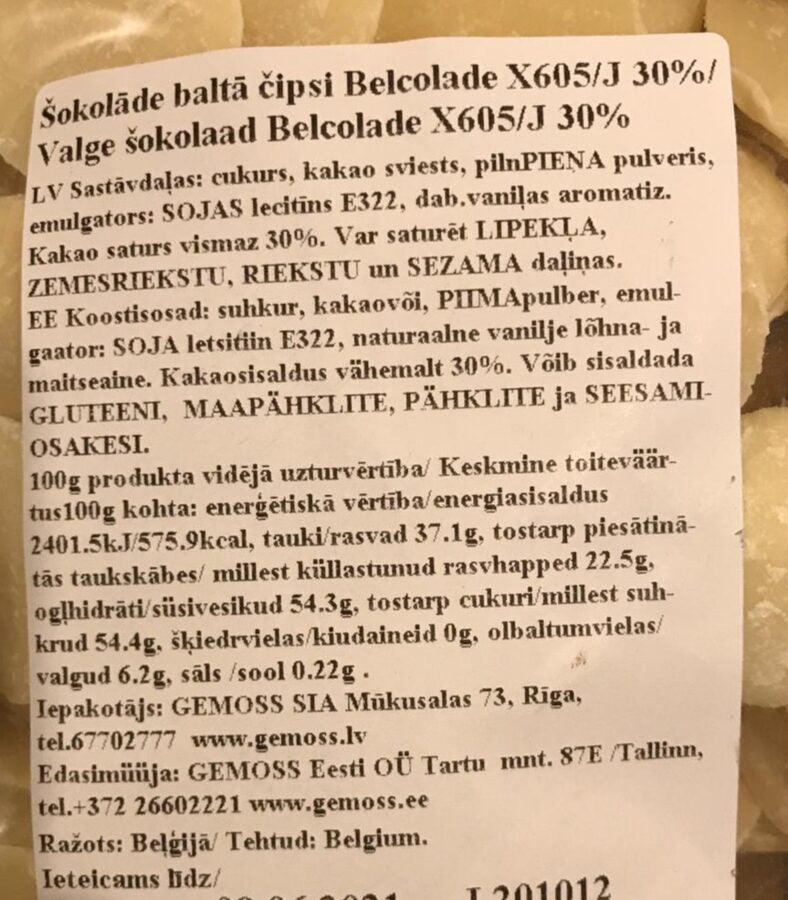 Šokolāde baltā čipsi Belcolade X605/J 30%/
Valge šokolaad Belcolade X605/J 30%
LV Sastāvdaļas: cukurs, kakao sviests, pilnPIENA pulveris,
emulgators: SOJAS lecitīns E322, dab.vaniļas aromatiz.
Kakao saturs vismaz 30%. Var saturēt LIPEKĻA,
ZEMESRIEKSTU, RIEKSTU un SEZAMA daļiņas.
EE Koostisosad: suhkur, kakaovõi, PIIMApulber, emul-
gaator: SOJA letsitiin E322, naturaalne vanilje lõhna- ja
maitseaine. Kakaosisaldus vähemalt 30%. Võib sisaldada
GLUTEENI, MAAPÄHKLITE, PÄHKLITE ja SEESAMI-
OSAKESI.
100g produkta vidējā uzturvērtība/ Keskmine toiteväär-
tus100g kohta: enerģētiskā vērtība/energiasisaldus
2401.5kJ/575.9kcal, tauki/rasvad 37.1g, tostarp piesātinā-
tās taukskābes/ millest küllastunud rasvhapped 22.5g,
ogļhidrāti/süsivesikud 54.3g, tostarp cukuri/millest suh-
krud 54.4g, šķiedrvielas/kiudaineid 0g, olbaltumvielas/
valgud 6.2g, sāls /sool 0.22g .
Iepakotājs: GEMOSS SIA Mūkusalas 73, Rīga,
tel.67702777 www.gemoss.lv
Edasimüüja: GEMOSS Eesti OÜ Tartu mnt. 87E /Tallinn,
tel.+372 26602221 www.gemoss.ee
Ražots: Beļģijā/ Tehtud: Belgium.
Ieteicams līdz/
L201012